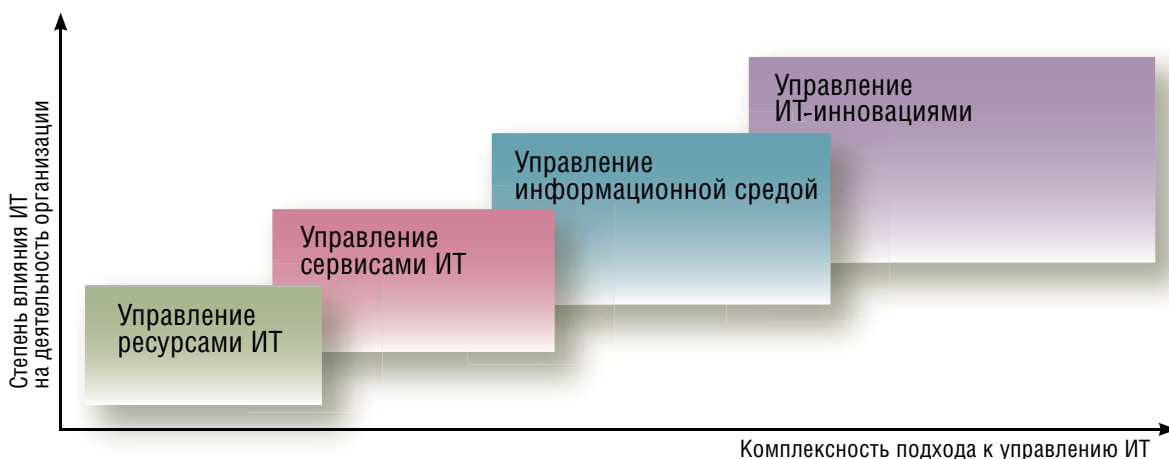 Степень влияния ИТ
на деятельность организации
Управление
ИТ-инновациями
Управление
информационной средой
Управление
сервисами ИТ
Управление
ресурсами ИТ
Комплексность подхода к управлению ИТ